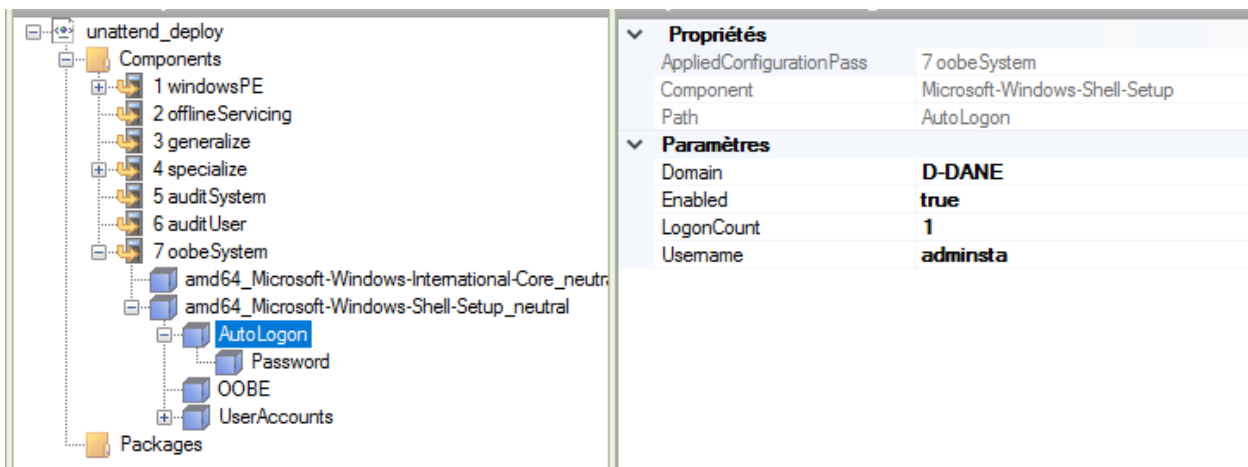 unattend_deploy
Components
1 windowsPE
2 offlineServicing
3 generalize
4 specialize
5 auditSystem
6 auditUser
7 oobeSystem
amd64_Microsoft-Windows-International-Core_neutra
amd64_Microsoft-Windows-Shell-Setup_neutral
AutoLogon
Password
OOBE
UserAccounts
Packages
Propriétés
AppliedConfigurationPass 7 oobeSystem
Component Microsoft-Windows-Shell-Setup
Path AutoLogon
Paramètres
Domain D-DANE
Enabled true
LogonCount 1
Username adminsta